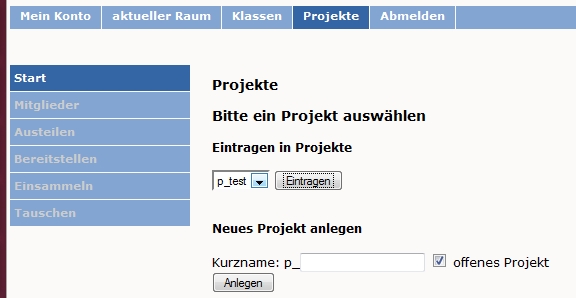 Mein Konto aktueller Raum Klassen Projekte Abmelden
Start
Mitglieder
Austeilen
Bereitstellen
Einsammeln
Tauschen
Projekte
Bitte ein Projekt auswählen
Eintragen in Projekte
p_test Eintragen
Neues Projekt anlegen
Kurzname: p_ offenes Projekt
Anlegen